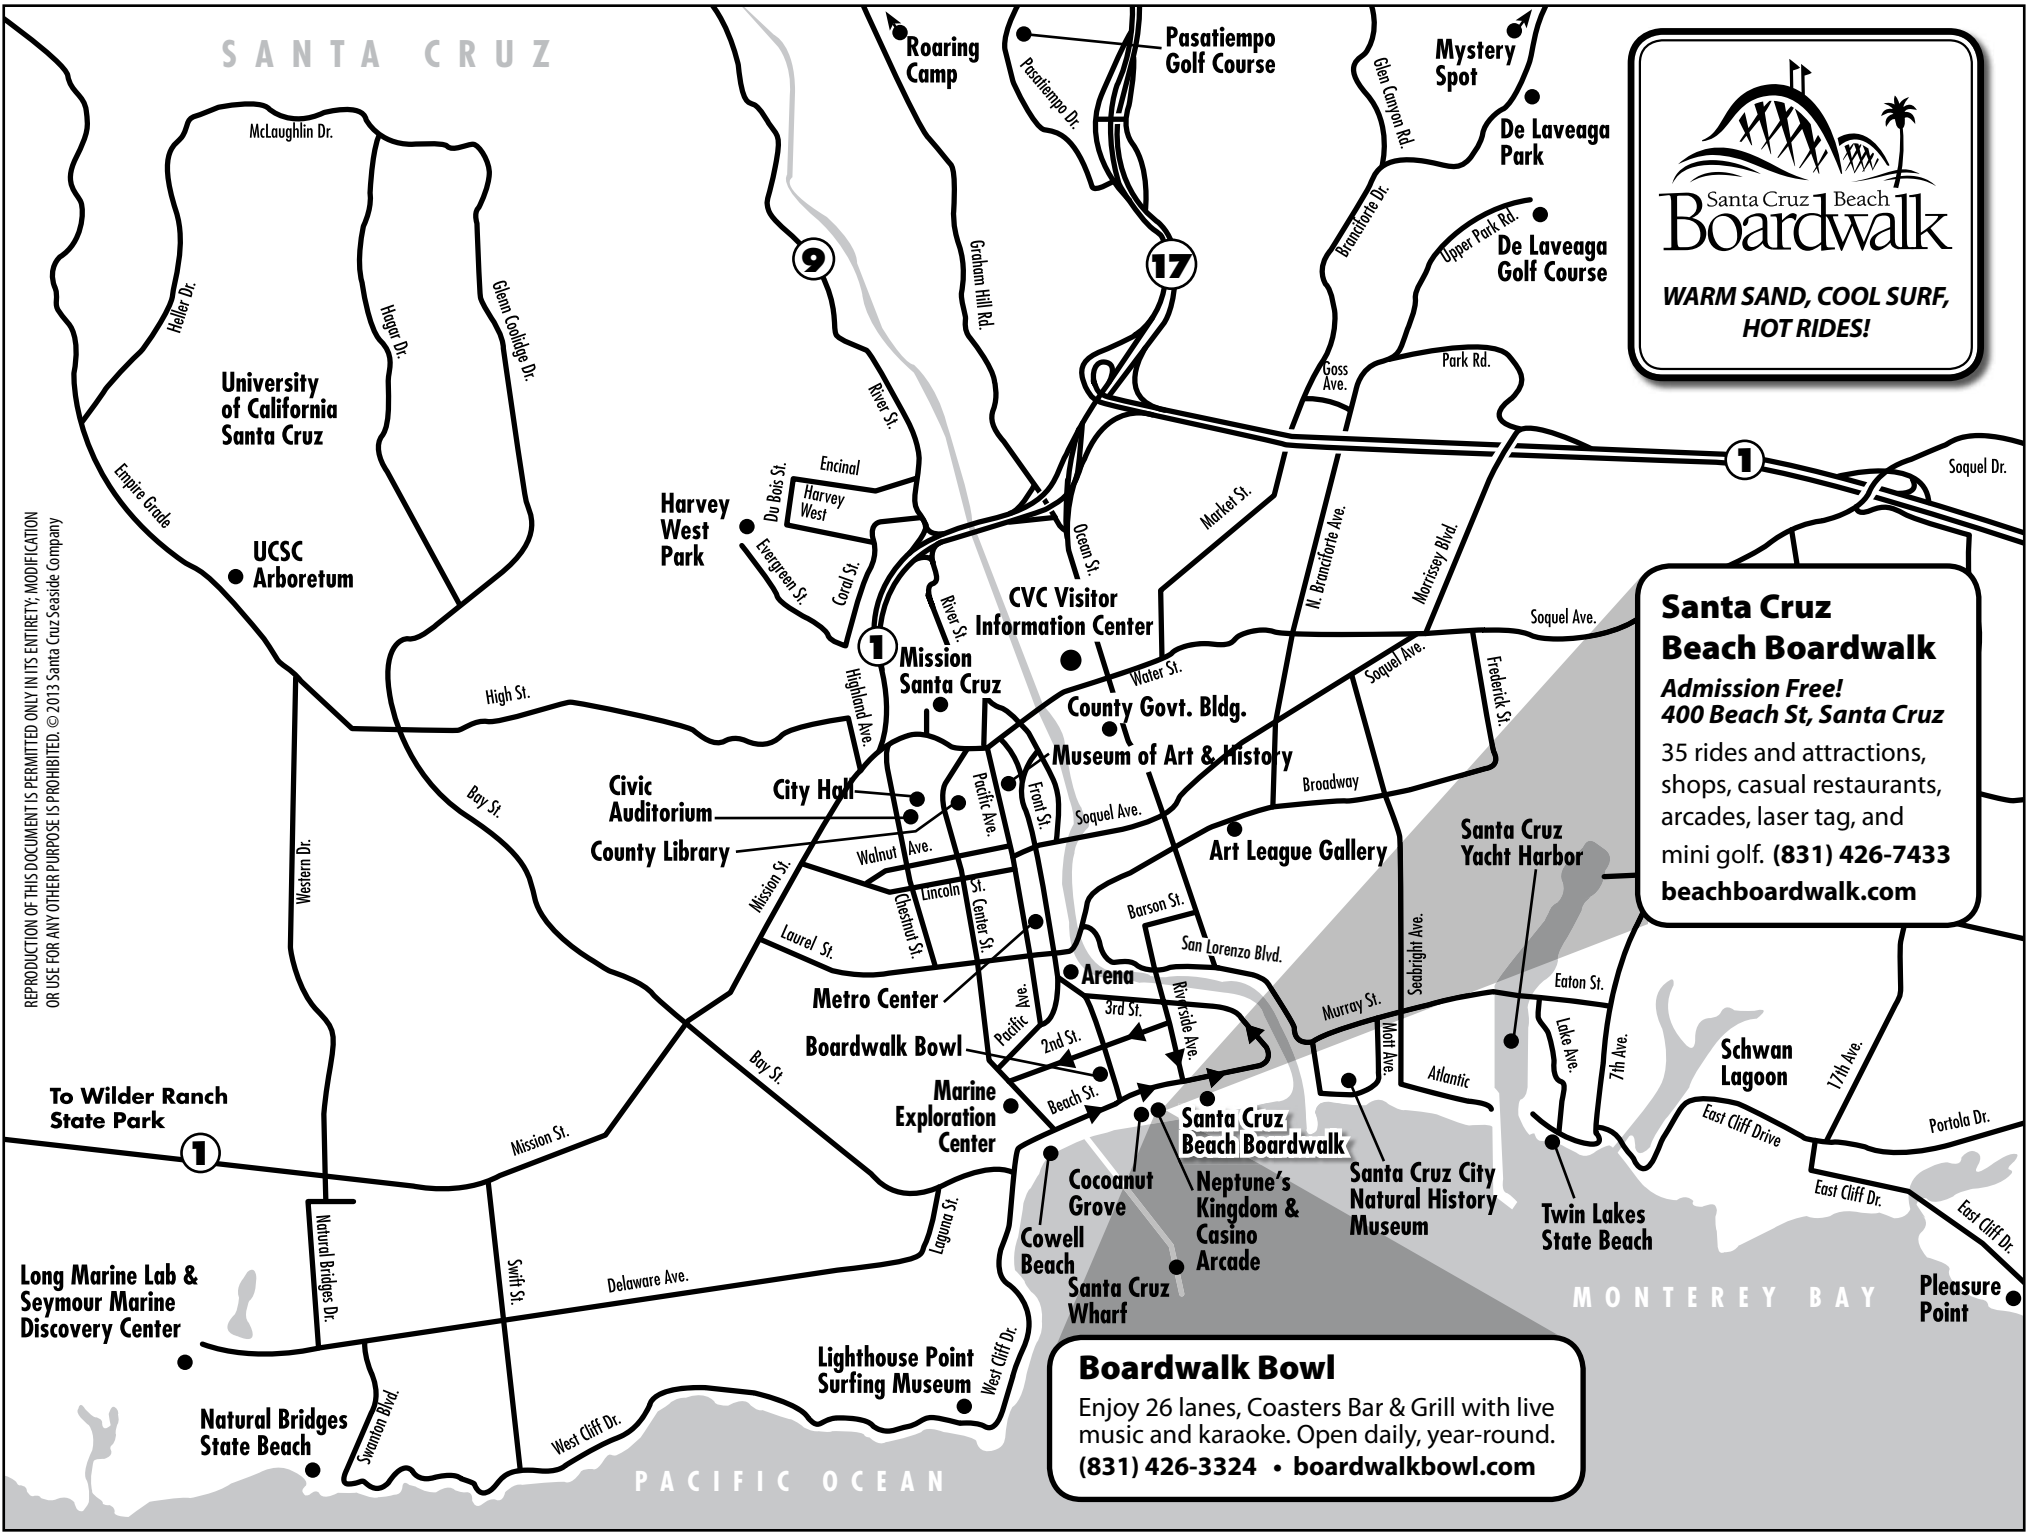 SANTA CRUZ
Roaring
Camp
Pasatiempo
Golf Course
Pasatiempo Dr.
Glen Canyon Rd.
Mystery
Spot
De Laveaga
Park
Santa Cruz Beach
Boardwalk
WARM SAND, COOL SURF,
HOT RIDES!
McLaughlin Dr.
Heller Dr.
Hagar Dr.
Glenn Coolidge Dr.
9
Graham Hill Rd.
17
Branciforte Dr.
Upper Park Rd.
De Laveaga
Golf Course
University
of California
Santa Cruz
River St.
Goss
Ave.
Park Rd.
1
Soquel Dr.
Empire Grade
UCSC
Arboretum
Harvey
West
Park
Du Bois St.
Encinal
Harvey
West
Evergreen St.
Coral St.
Market St.
Ocean St.
N. Branciforte Ave.
Morrissey Blvd.
REPRODUCTION OF THIS DOCUMENT IS PERMITTED ONLY IN ITS ENTIRETY; MODIFICATION
OR USE FOR ANY OTHER PURPOSE IS PROHIBITED. © 2013 Santa Cruz Seaside Company
CVC Visitor
Information Center
River St.
1
Mission
Santa Cruz
Highland Ave.
High St.
Water St.
Soquel Ave.
Soquel Ave.
Frederick St.
Santa Cruz
Beach Boardwalk
Admission Free!
400 Beach St, Santa Cruz
35 rides and attractions,
shops, casual restaurants,
arcades, laser tag, and
mini golf. (831) 426-7433
beachboardwalk.com
County Govt. Bldg.
Museum of Art & History
Civic
Auditorium
City Hall
County Library
Pacific Ave.
Front St.
Soquel Ave.
Broadway
Bay St.
Western Dr.
Walnut Ave.
Lincoln St.
Mission St.
Chestnut St.
Center St.
Laurel St.
Art League Gallery
Santa Cruz
Yacht Harbor
Barson St.
San Lorenzo Blvd.
Seabright Ave.
Metro Center
Arena
Pacific
Ave.
3rd St.
Riverside Ave.
Murray St.
Eaton St.
2nd St.
Boardwalk Bowl
Bay St.
Mott Ave.
Lake Ave.
7th Ave.
Schwan
Lagoon
17th Ave.
Atlantic
Marine
Exploration
Center
Beach St.
Santa Cruz
Beach Boardwalk
East Cliff Drive
Portola Dr.
To Wilder Ranch
State Park
1
Mission St.
Cocoanut
Grove
Neptune's
Kingdom &
Casino
Arcade
Santa Cruz City
Natural History
Museum
Twin Lakes
State Beach
East Cliff Dr.
East Cliff Dr.
Cowell
Beach
Santa Cruz
Wharf
Laguna St.
Natural Bridges Dr.
Swift St.
Delaware Ave.
Long Marine Lab &
Seymour Marine
Discovery Center
MONTEREY BAY
Pleasure
Point
Lighthouse Point
Surfing Museum
West Cliff Dr.
Natural Bridges
State Beach
Swanton Blvd.
West Cliff Dr.
PACIFIC OCEAN
Boardwalk Bowl
Enjoy 26 lanes, Coasters Bar & Grill with live
music and karaoke. Open daily, year-round.
(831) 426-3324 • boardwalkbowl.com